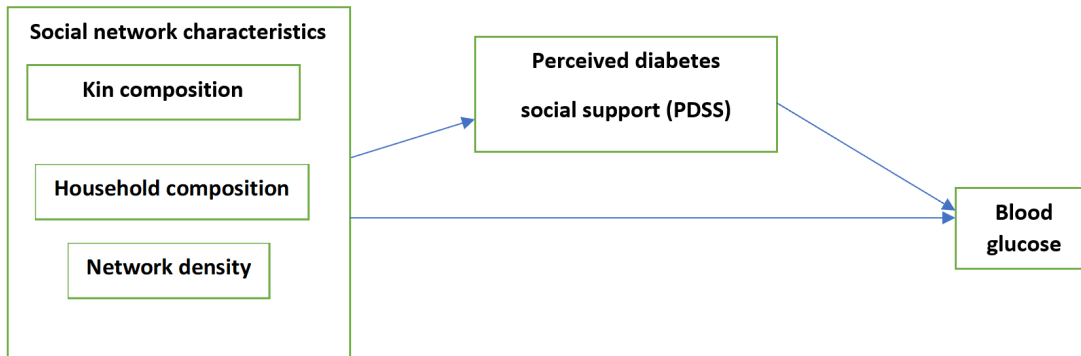 Social network characteristics
Kin composition
Household composition
Network density
Perceived diabetes
social support (PDSS)
Blood
glucose